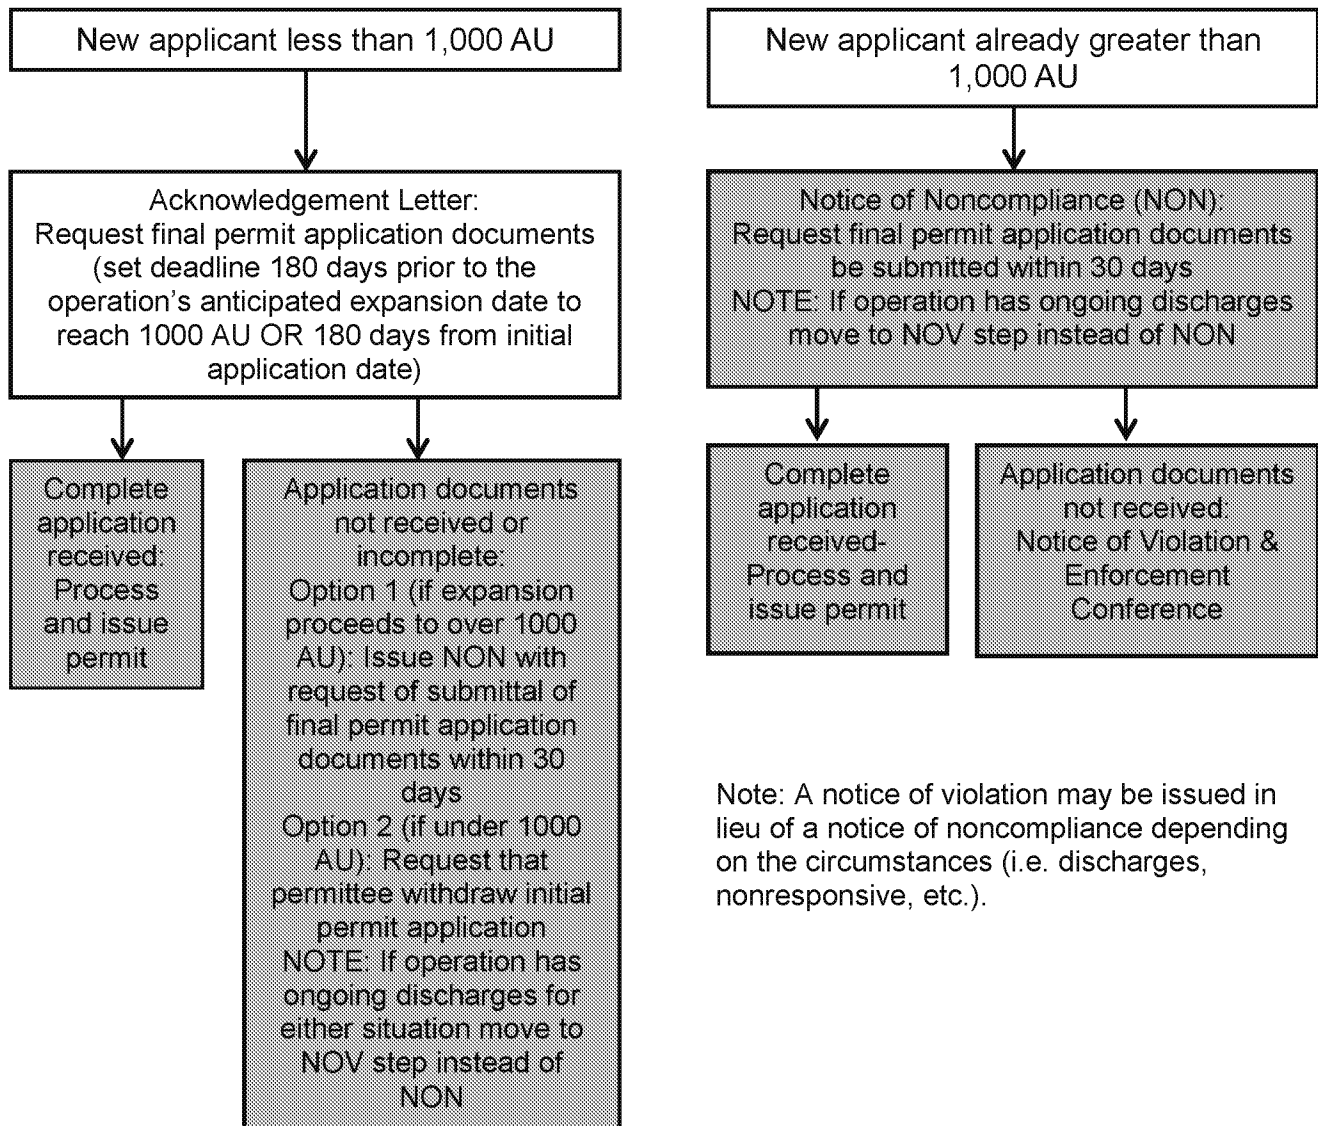 New applicant less than 1,000 AU
Acknowledgement Letter:
Request final permit application documents
(set deadline 180 days prior to the
operation's anticipated expansion date to
reach 1000 AU OR 180 days from initial
application date)
Complete
application
received:
Process
and issue
permit
Application documents
not received or
incomplete:
Option 1 (if expansion
proceeds to over 1000
AU): Issue NON with
request of submittal of
final permit application
documents within 30
days
Option 2 (if under 1000
AU): Request that
permittee withdraw initial
permit application
NOTE: If operation has
ongoing discharges for
either situation move to
NOV step instead of
NON
New applicant already greater than
1,000 AU
Notice of Noncompliance (NON):
Request final permit application documents
be submitted within 30 days
NOTE: If operation has ongoing discharges
move to NOV step instead of NON
Complete
application
received-
Process and
issue permit
Application documents
not received:
Notice of Violation &
Enforcement
Conference
Note: A notice of violation may be issued in
lieu of a notice of noncompliance depending
on the circumstances (i.e. discharges,
nonresponsive, etc.).